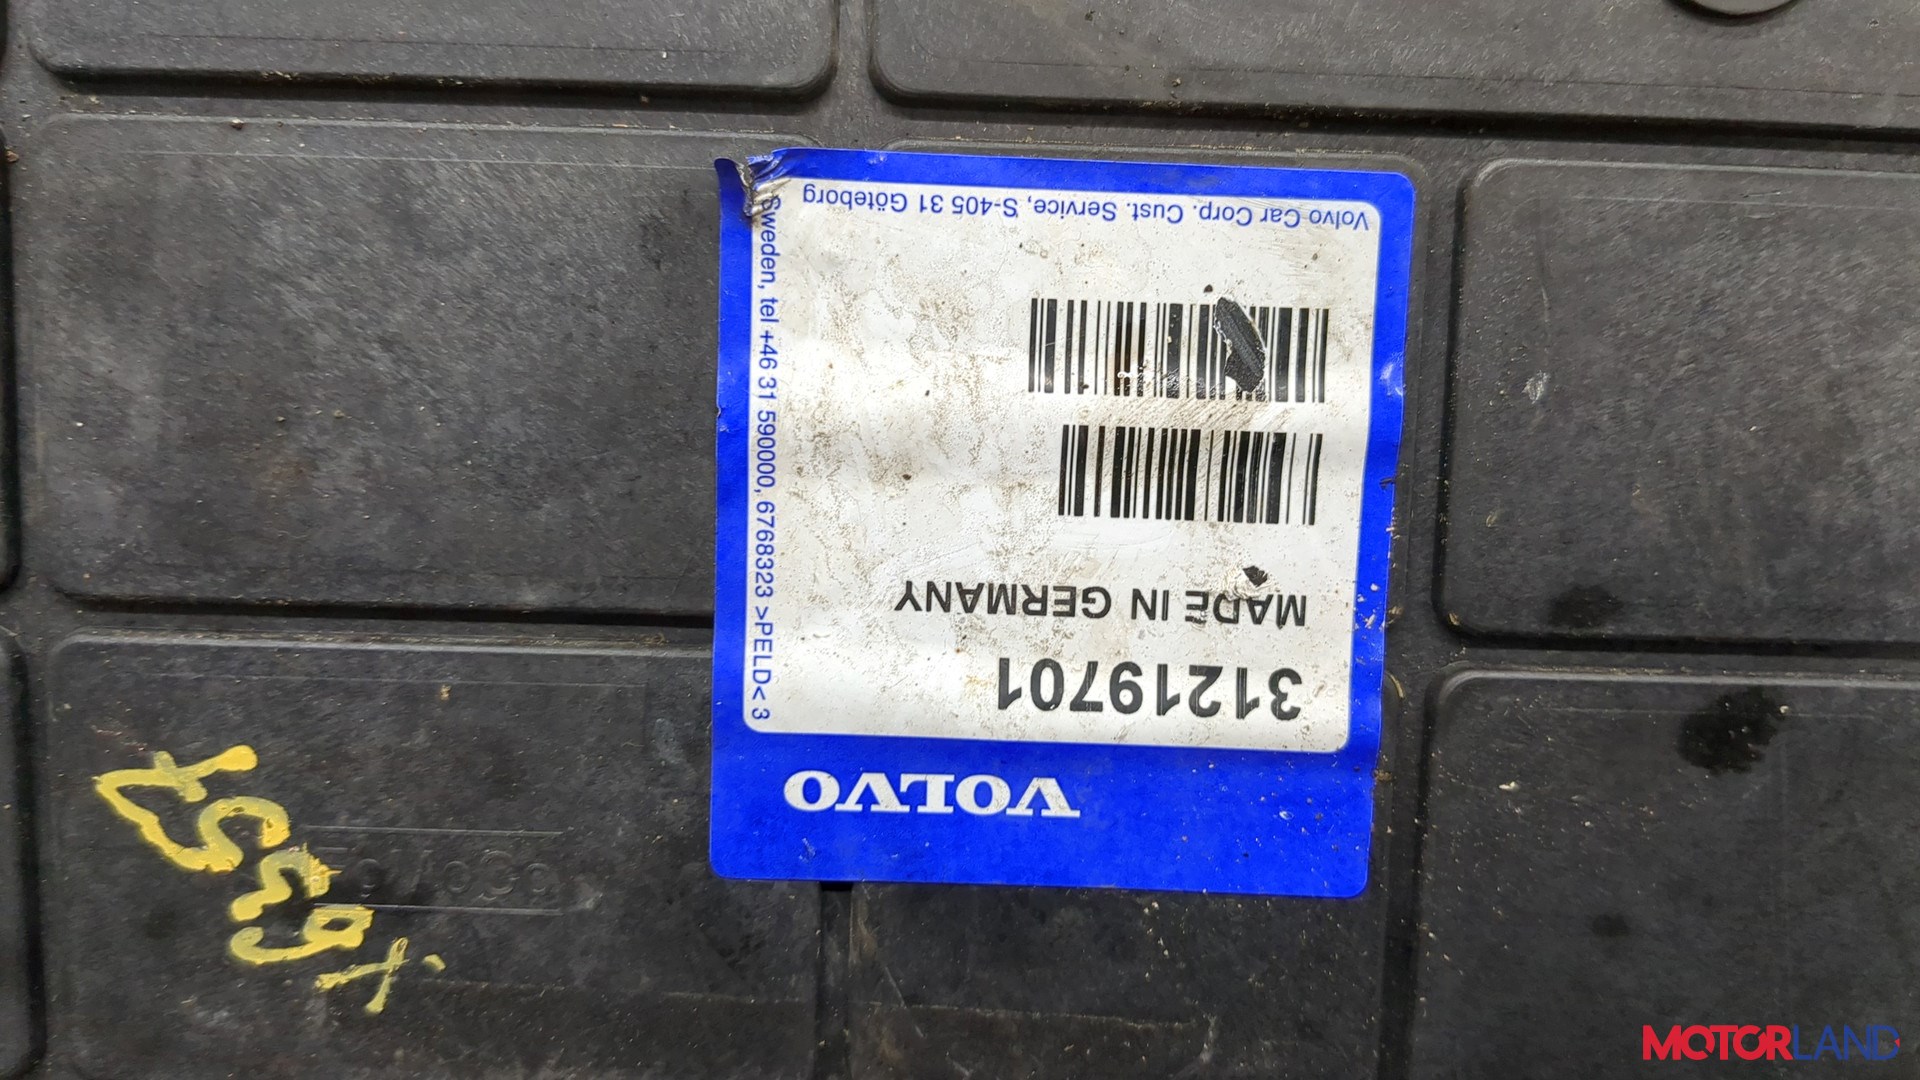 VOLVO
31219701
MADE IN GERMANY
Volvo Car Corp. Cust. Service, S-405 31 Göteborg
Sweden, tel +46 31 590000, 6768323 >PELD< 3
MOTORLAND